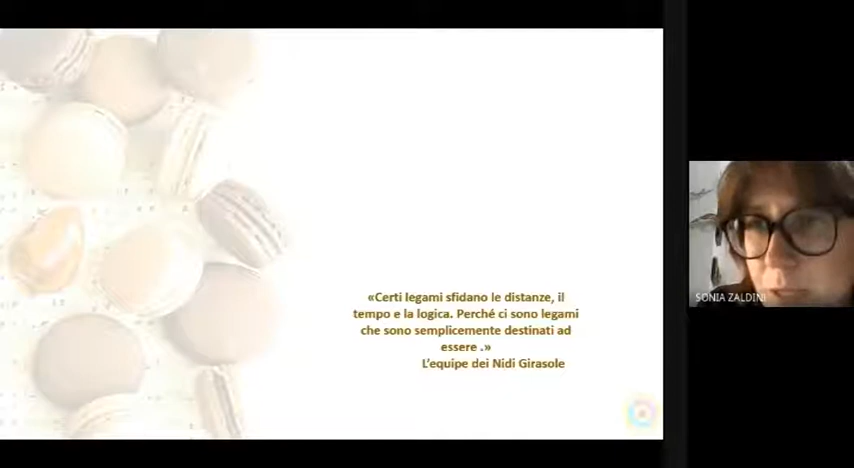 «Certi legami sfidano le distanze, il
tempo e la logica. Perché ci sono legami
che sono semplicemente destinati ad
essere .»
L'equipe dei Nidi Girasole
SONIA ZALDINI